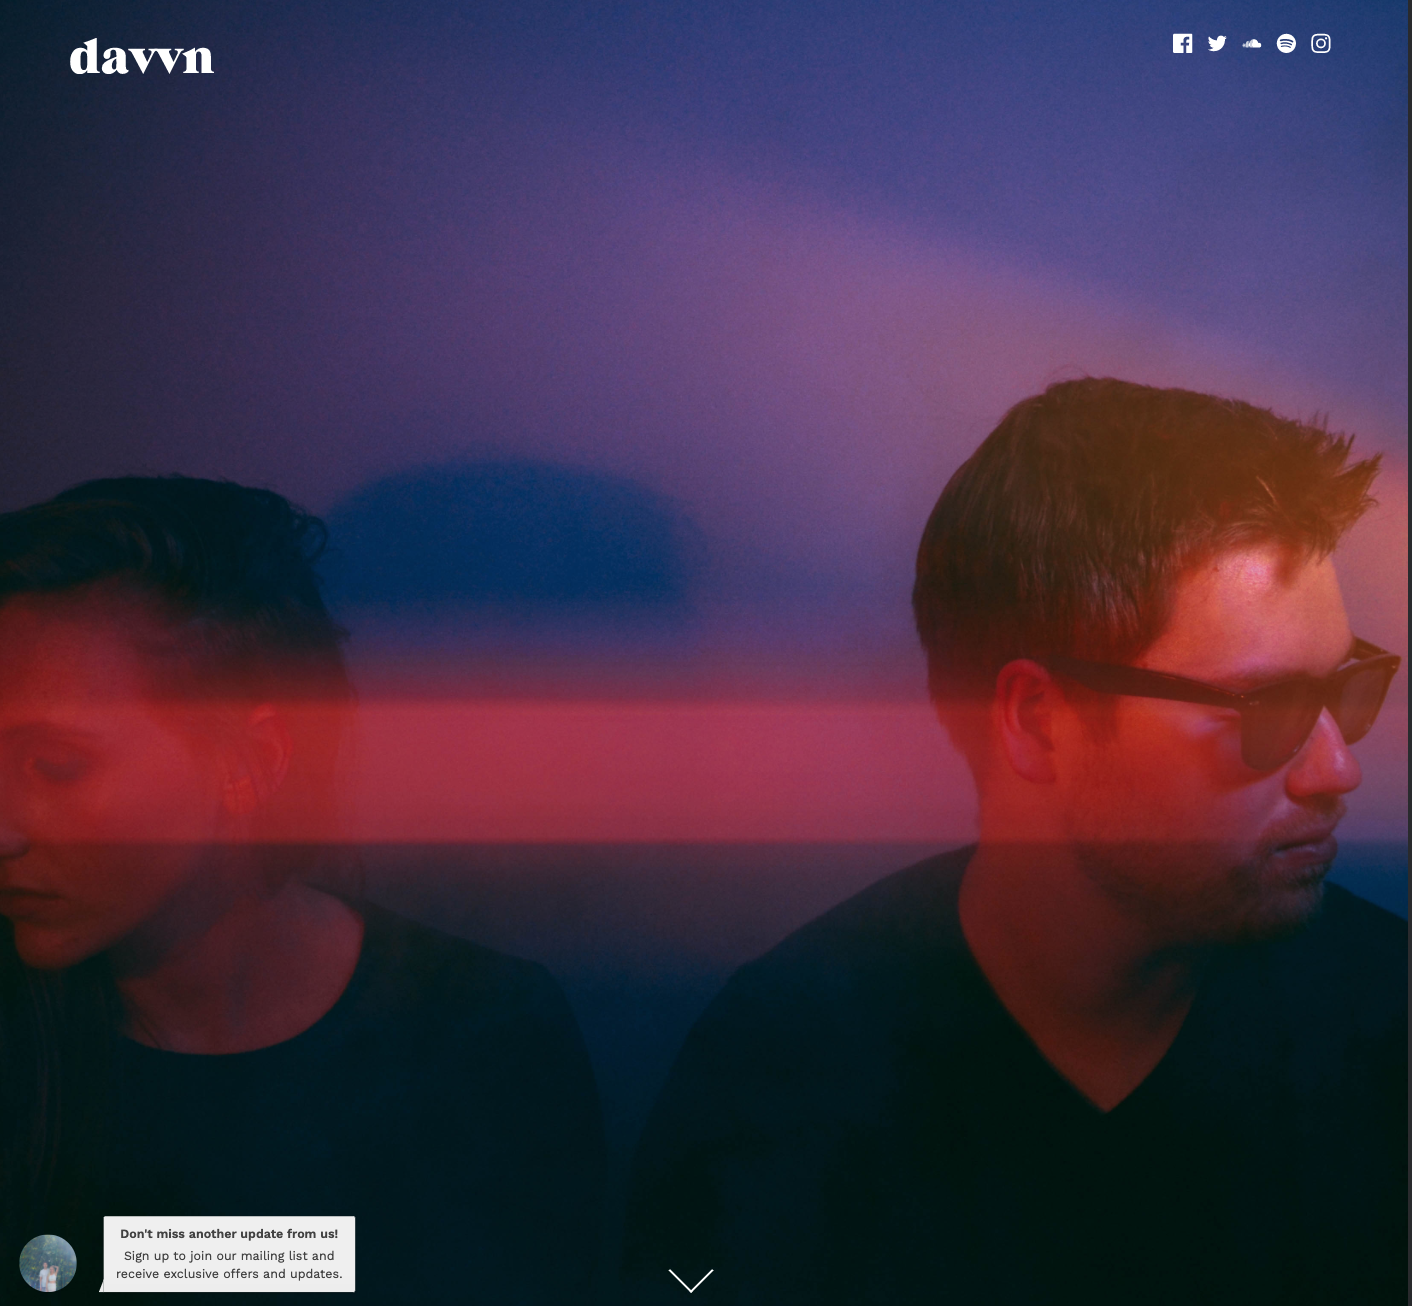 davvn
Don't miss another update from us!
Sign up to join our mailing list and
receive exclusive offers and updates.